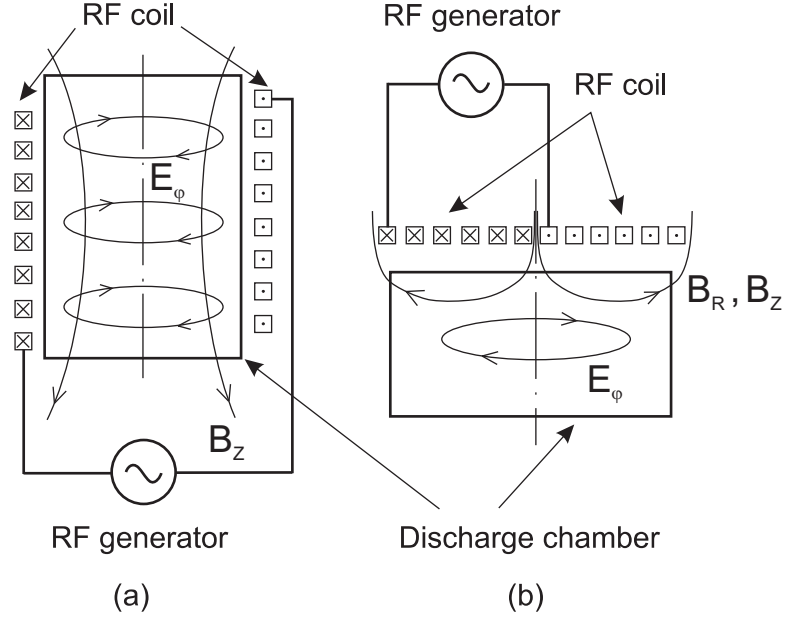 RF coil
E_φ
B_Z
RF generator
(a)
RF generator
RF coil
B_R , B_Z
E_φ
Discharge chamber
(b)